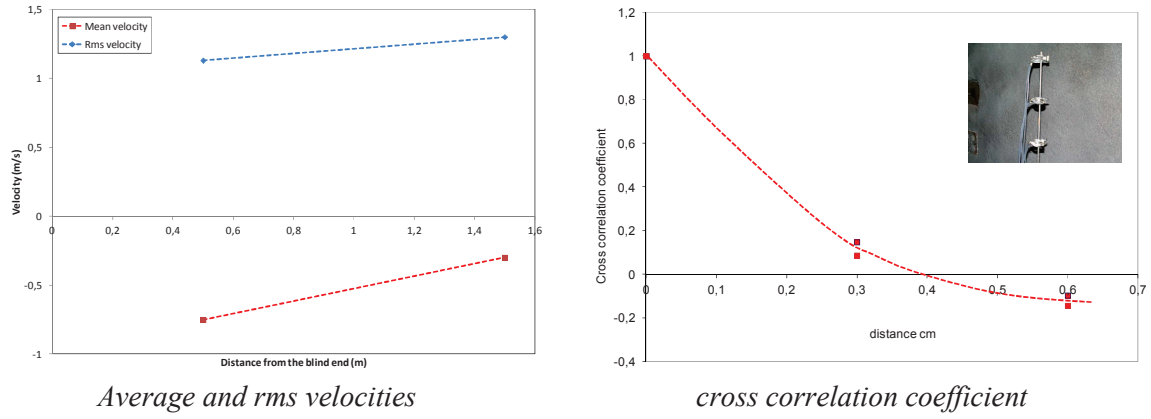 1,5
Mean velocity
Rms velocity
1
0,5
Velocity (m/s)
0
0 0,2 0,4 0,6 0,8 1 1,2 1,4 1,6
-0,5
-1
Distance from the blind end (m)
Average and rms velocities
1,2
1
0,8
0,6
0,4
0,2
Cross correlation coefficient
0
0 0,1 0,2 0,3 0,4 0,5 0,6 0,7
-0,2
distance cm
-0,4
cross correlation coefficient